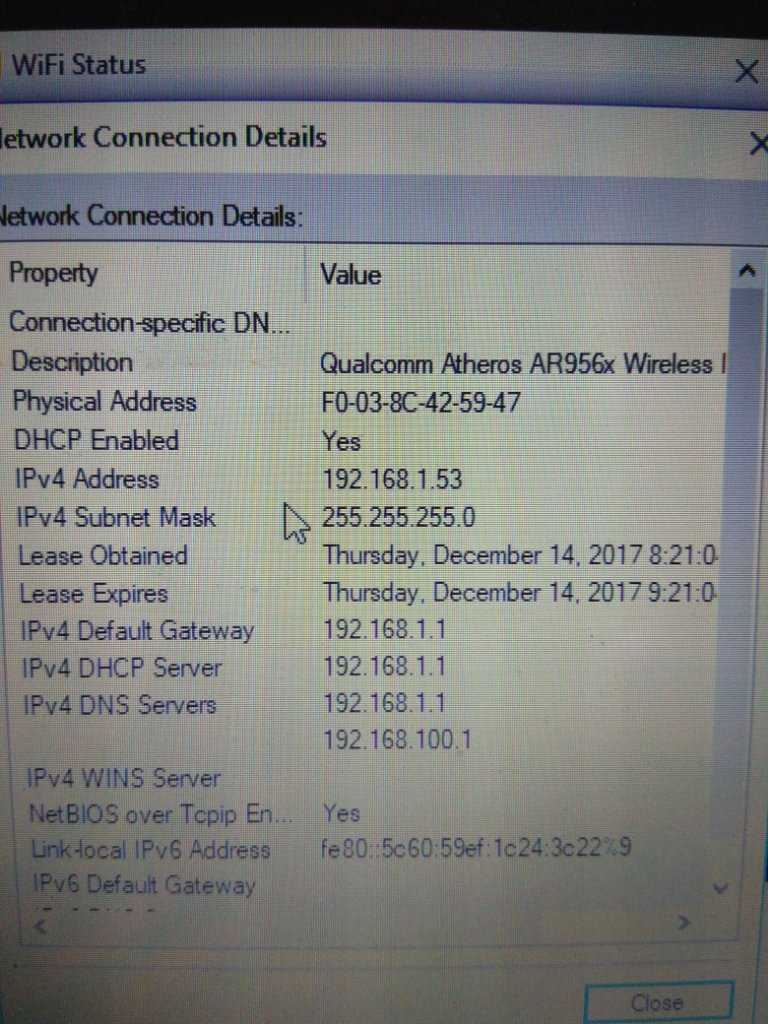 WiFi Status
etwork Connection Details
Network Connection Details:
Property Value
Connection-specific DN...
Description Qualcomm Atheros AR956x Wireless
Physical Address F0-03-8C-42-59-47
DHCP Enabled Yes
IPv4 Address 192.168.1.53
IPv4 Subnet Mask 255.255.255.0
Lease Obtained Thursday, December 14, 2017 8:21:0
Lease Expires Thursday, December 14, 2017 9:21:0
IPv4 Default Gateway 192.168.1.1
IPv4 DHCP Server 192.168.1.1
IPv4 DNS Servers 192.168.1.1
192.168.100.1
IPv4 WINS Server
NetBIOS over Tcpip En... Yes
Link-local IPv6 Address fe80::5c60:59ef:1c24:3c22%9
IPv6 Default Gateway
Close